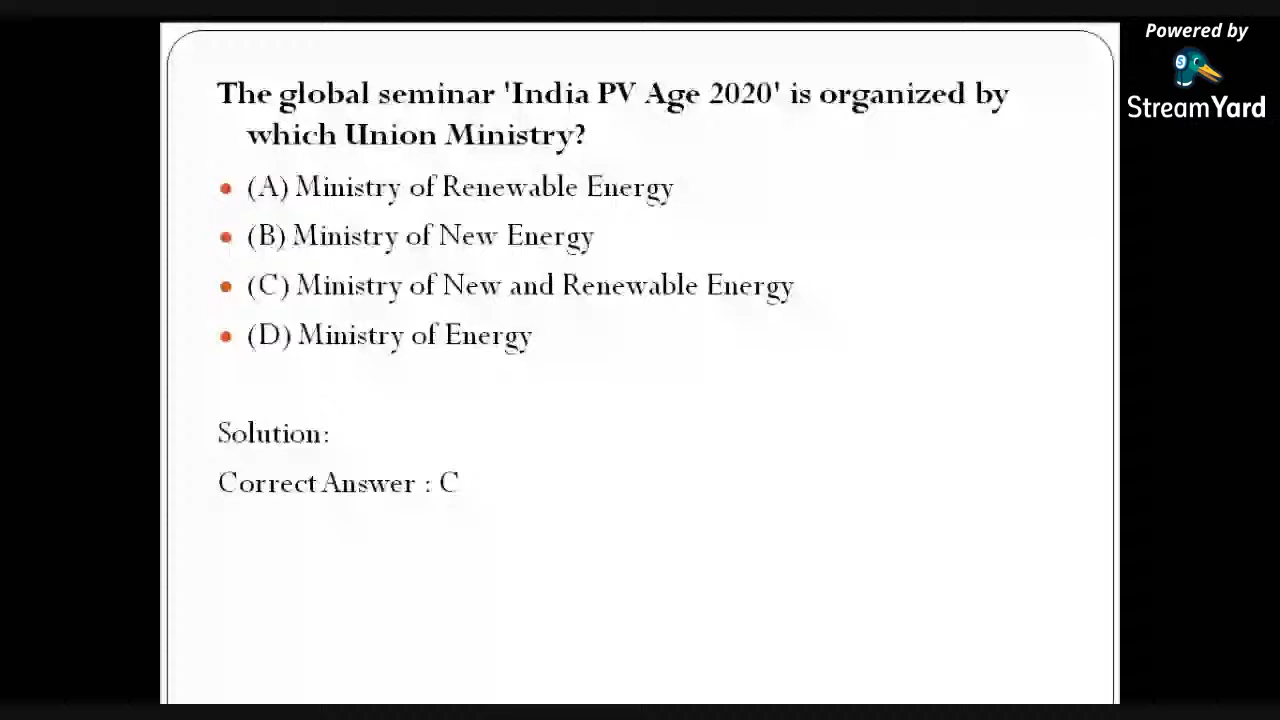 Powered by
StreamYard
The global seminar 'India PV Age 2020' is organized by
which Union Ministry?
(A) Ministry of Renewable Energy
(B) Ministry of New Energy
(C) Ministry of New and Renewable Energy
(D) Ministry of Energy
Solution:
Correct Answer : C